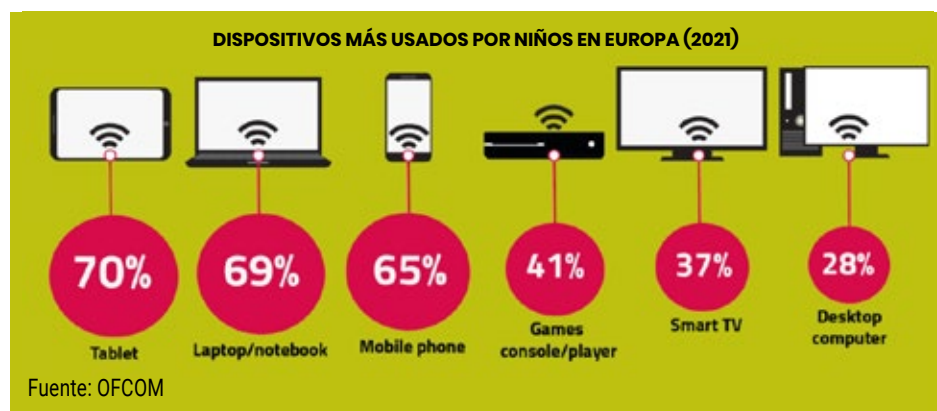 DISPOSITIVOS MÁS USADOS POR NIÑOS EN EUROPA (2021)
70%
69%
65%
41%
37%
28%
Tablet
Laptop/notebook
Mobile phone
Games
console/player
Smart TV
Desktop
computer
Fuente: OFCOM